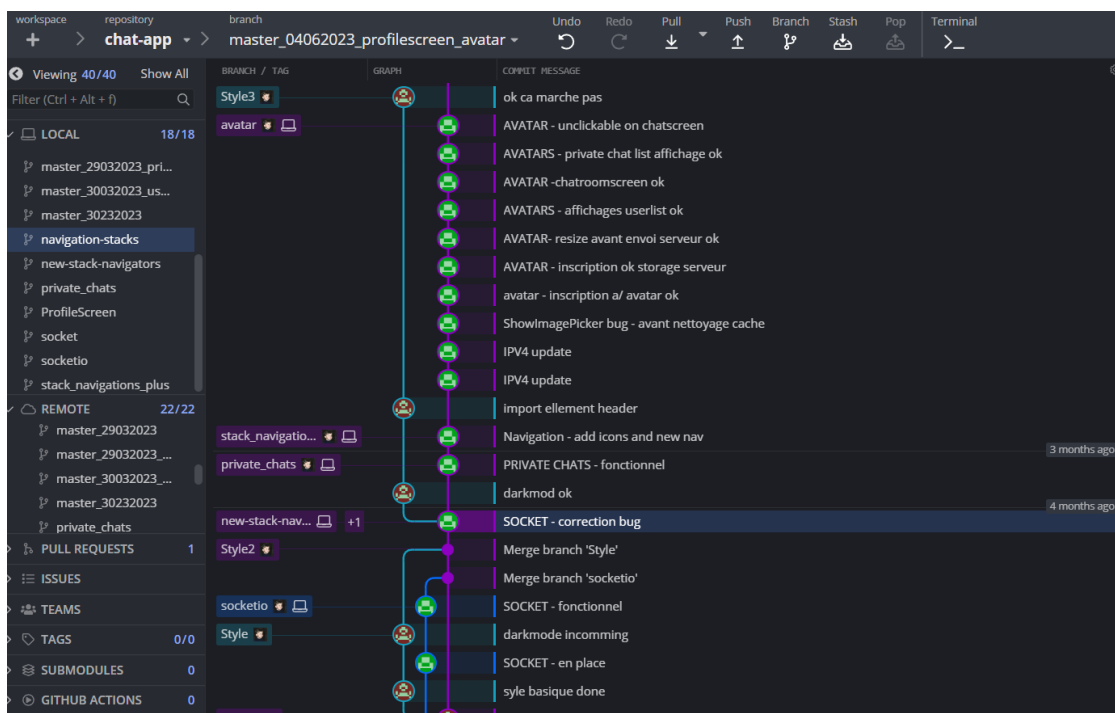 workspace repository branch Undo Redo Pull Push Branch Stash Pop Terminal
chat-app master_04062023_profilescreen_avatar
Viewing 40/40 Show All
Filter (Ctrl + Alt + f)
LOCAL 18/18
master_29032023_pri...
master_30032023_us...
master_30232023
navigation-stacks
new-stack-navigators
private_chats
ProfileScreen
socket
socketio
stack_navigations_plus
REMOTE 22/22
master_29032023
master_29032023_...
master_30032023_...
master_30232023
private_chats
PULL REQUESTS 1
ISSUES
TEAMS
TAGS 0/0
SUBMODULES 0
GITHUB ACTIONS 0
BRANCH / TAG GRAPH COMMIT MESSAGE
Style3 ok ca marche pas
avatar AVATAR - unclickable on chatscreen
AVATARS - private chat list affichage ok
AVATAR -chatroomscreen ok
AVATARS - affichages userlist ok
AVATAR- resize avant envoi serveur ok
AVATAR - inscription ok storage serveur
avatar - inscription a/ avatar ok
ShowImagePicker bug - avant nettoyage cache
IPV4 update
IPV4 update
import ellement header
stack_navigatio... Navigation - add icons and new nav
3 months ago
private_chats PRIVATE CHATS - fonctionnel
darkmod ok
4 months ago
new-stack-nav... +1 SOCKET - correction bug
Style2 Merge branch 'Style'
Merge branch 'socketio'
socketio SOCKET - fonctionnel
Style darkmode incomming
SOCKET - en place
syle basique done